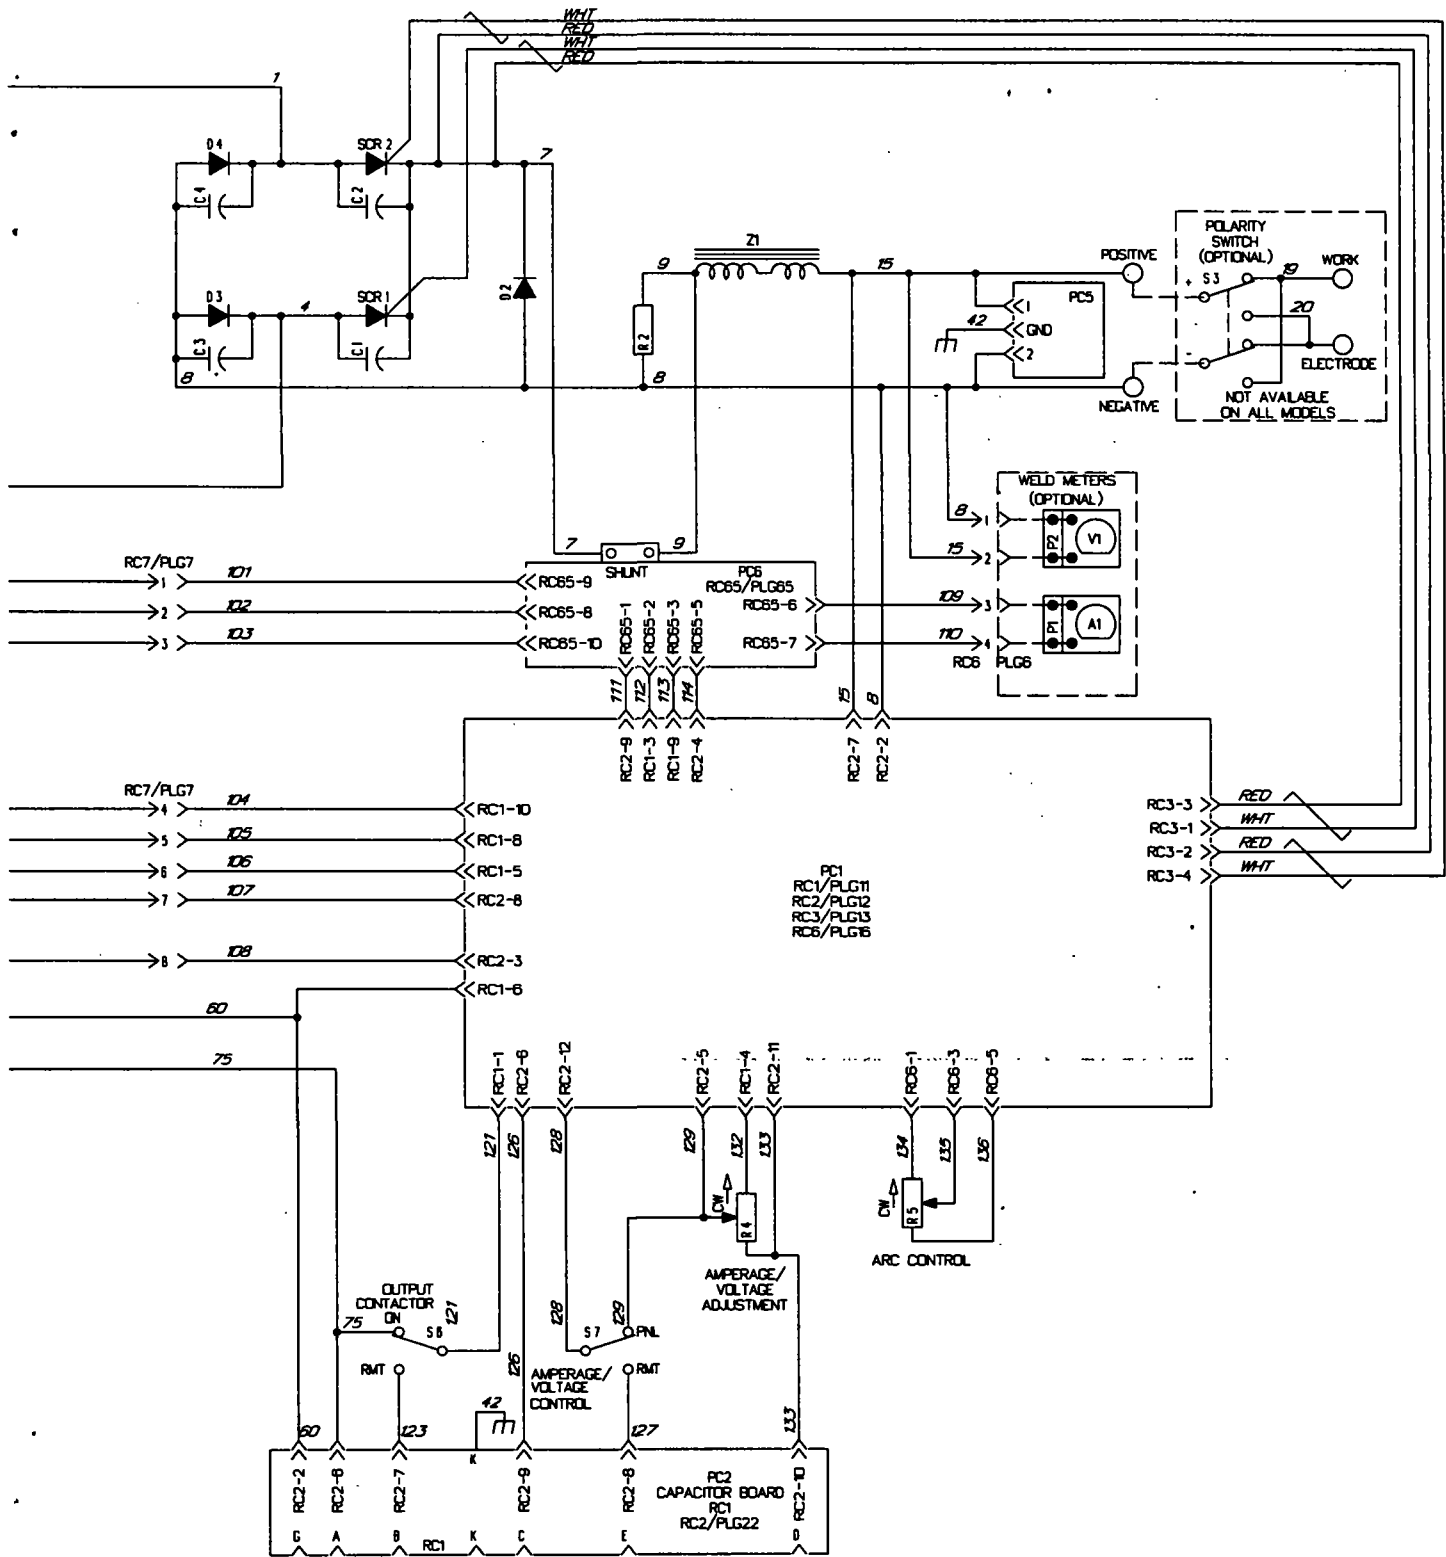 WHT
RED
WHT
RED
1
D4
SCR2
7
C4
C2
POLARITY
SWITCH
(OPTIONAL)
Z1
POSITIVE
WORK
9
15
+
S3
19
D2
D3
4
SCR1
PC5
1
20
42
GND
R2
C3
C1
2
-
ELECTRODE
8
8
NEGATIVE
NOT AVAILABLE
ON ALL MODELS
WELD METERS
(OPTIONAL)
8
1
P2
V1
7
9
15
2
SHUNT
RC7/PLG7
PC6
RC65/PLG65
1
101
RC65-9
RC65-6
109
3
2
102
RC65-8
RC65-1
RC65-2
RC65-3
RC65-5
P1
A1
3
103
RC65-10
RC65-7
110
4
RC6
PLG6
111
112
113
114
15
8
RC2-9
RC1-3
RC1-9
RC2-4
RC2-7
RC2-2
RC7/PLG7
4
104
RC1-10
RC3-3
RED
RC3-1
WHT
5
105
RC1-8
RC3-2
RED
6
106
RC1-5
RC3-4
WHT
PC1
RC1/PLG11
RC2/PLG12
RC3/PLG13
RC6/PLG16
7
107
RC2-8
8
108
RC2-3
RC1-6
60
75
RC1-1
RC2-6
RC2-12
RC2-5
RC1-4
RC2-11
RC6-1
RC6-3
RC6-5
121
126
128
129
132
133
134
135
136
CW
R4
CW
R5
ARC CONTROL
AMPERAGE/
VOLTAGE
ADJUSTMENT
OUTPUT
CONTACTOR
ON
75
S6
121
128
129
S7
PNL
RMT
126
AMPERAGE/
VOLTAGE
CONTROL
RMT
42
60
123
127
133
K
RC2-2
RC2-6
RC2-7
RC2-9
RC2-8
RC2-10
PC2
CAPACITOR BOARD
RC1
RC2/PLG22
G
A
B
RC1
K
C
E
D